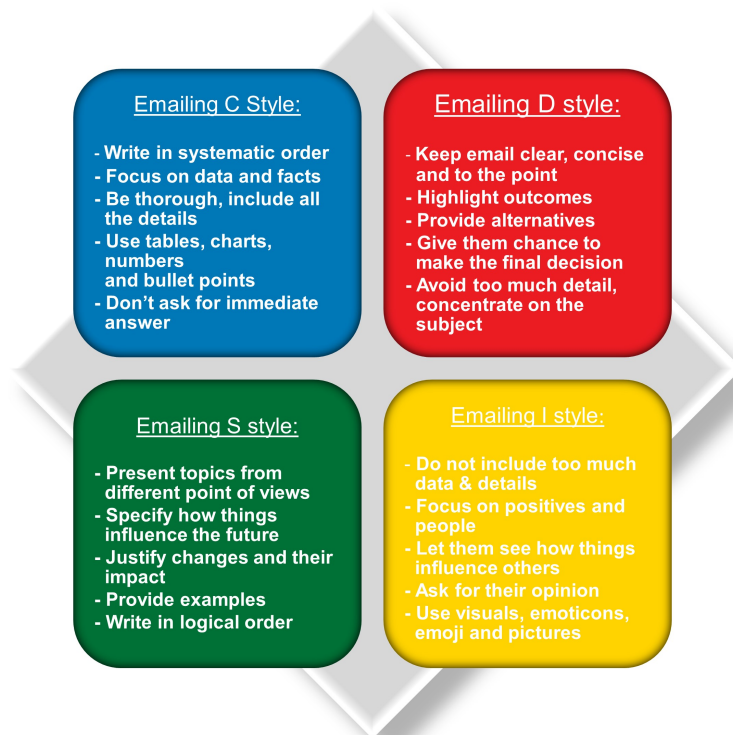 Emailing C Style:
- Write in systematic order
- Focus on data and facts
- Be thorough, include all
the details
- Use tables, charts,
numbers
and bullet points
- Don't ask for immediate
answer
Emailing D style:
- Keep email clear, concise
and to the point
- Highlight outcomes
- Provide alternatives
- Give them chance to
make the final decision
- Avoid too much detail,
concentrate on the
subject
Emailing S style:
- Present topics from
different point of views
- Specify how things
influence the future
- Justify changes and their
impact
- Provide examples
- Write in logical order
Emailing I style:
- Do not include too much
data & details
- Focus on positives and
people
- Let them see how things
influence others
- Ask for their opinion
- Use visuals, emoticons,
emoji and pictures